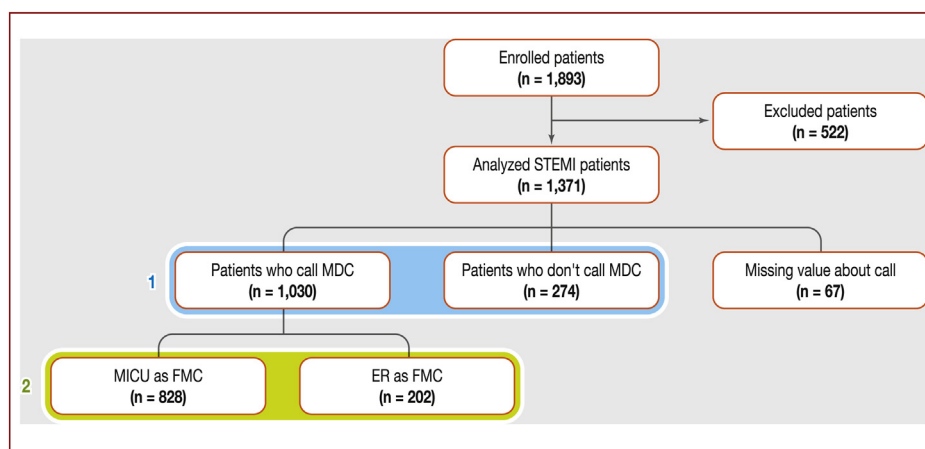 Enrolled patients
(n = 1,893)
Excluded patients
(n = 522)
Analyzed STEMI patients
(n = 1,371)
1
Patients who call MDC
(n = 1,030)
Patients who don't call MDC
(n = 274)
Missing value about call
(n = 67)
2
MICU as FMC
(n = 828)
ER as FMC
(n = 202)